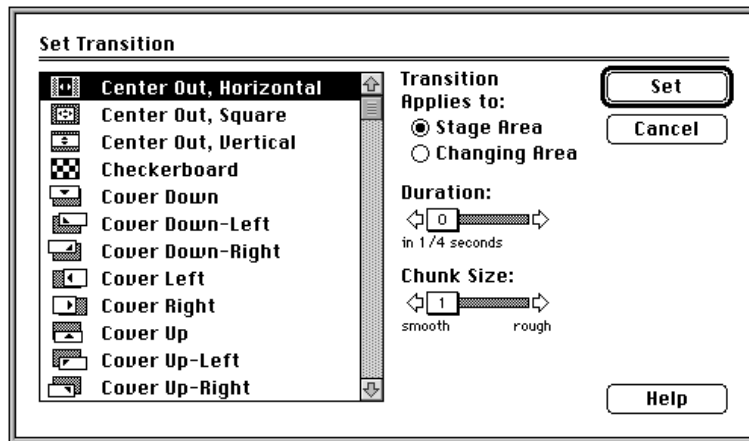 Set Transition
Center Out, Horizontal
Center Out, Square
Center Out, Vertical
Checkerboard
Cover Down
Cover Down-Left
Cover Down-Right
Cover Left
Cover Right
Cover Up
Cover Up-Left
Cover Up-Right
Transition
Applies to:
Stage Area
Changing Area
Duration:
0
in 1/4 seconds
Chunk Size:
1
smooth rough
Set
Cancel
Help